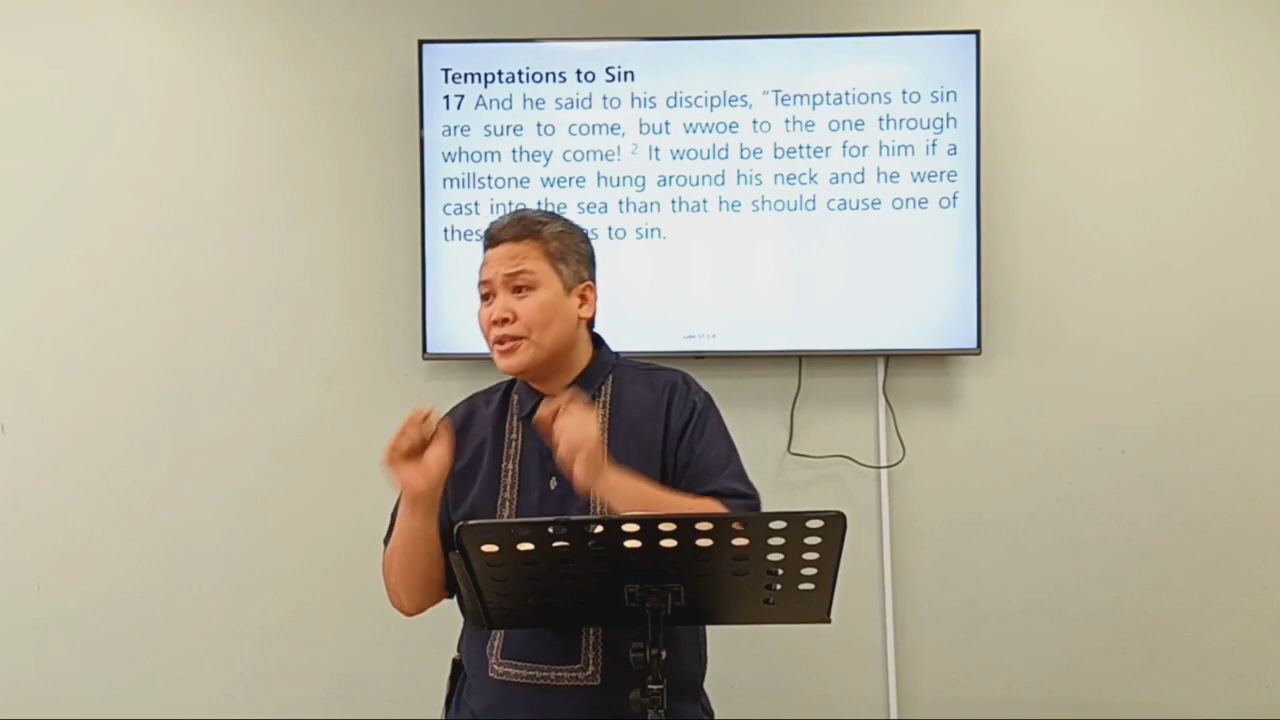 Temptations to Sin
17 And he said to his disciples, “Temptations to sin
are sure to come, but wwoe to the one through
whom they come! 2 It would be better for him if a
millstone were hung around his neck and he were
cast into the sea than that he should cause one of
to sin.